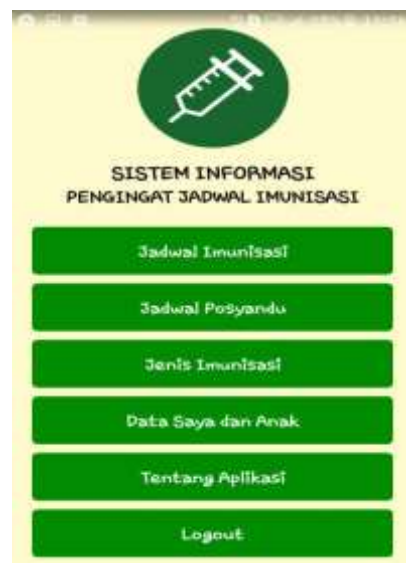 SISTEM INFORMASI
PENGINGAT JADWAL IMUNISASI
Jadwal Imunisasi
Jadwal Posyandu
Jenis Imunisasi
Data Saya dan Anak
Tentang Aplikasi
Logout